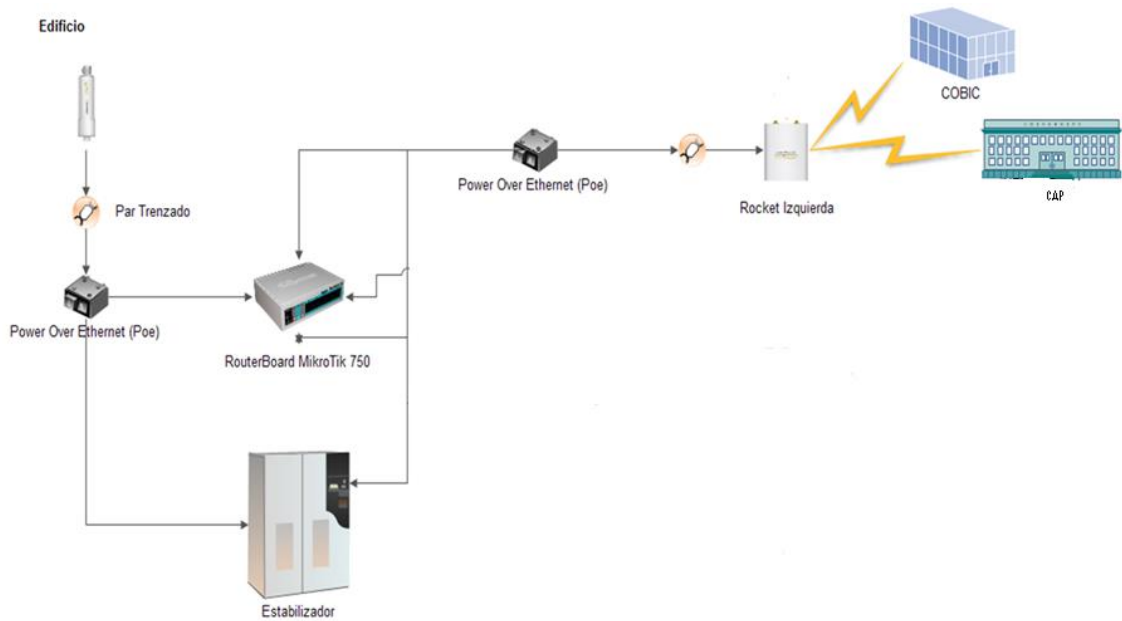 Edificio
COBIC
Power Over Ethernet (Poe)
CAP
Rocket Izquierda
Par Trenzado
Power Over Ethernet (Poe)
RouterBoard MikroTik 750
Estabilizador